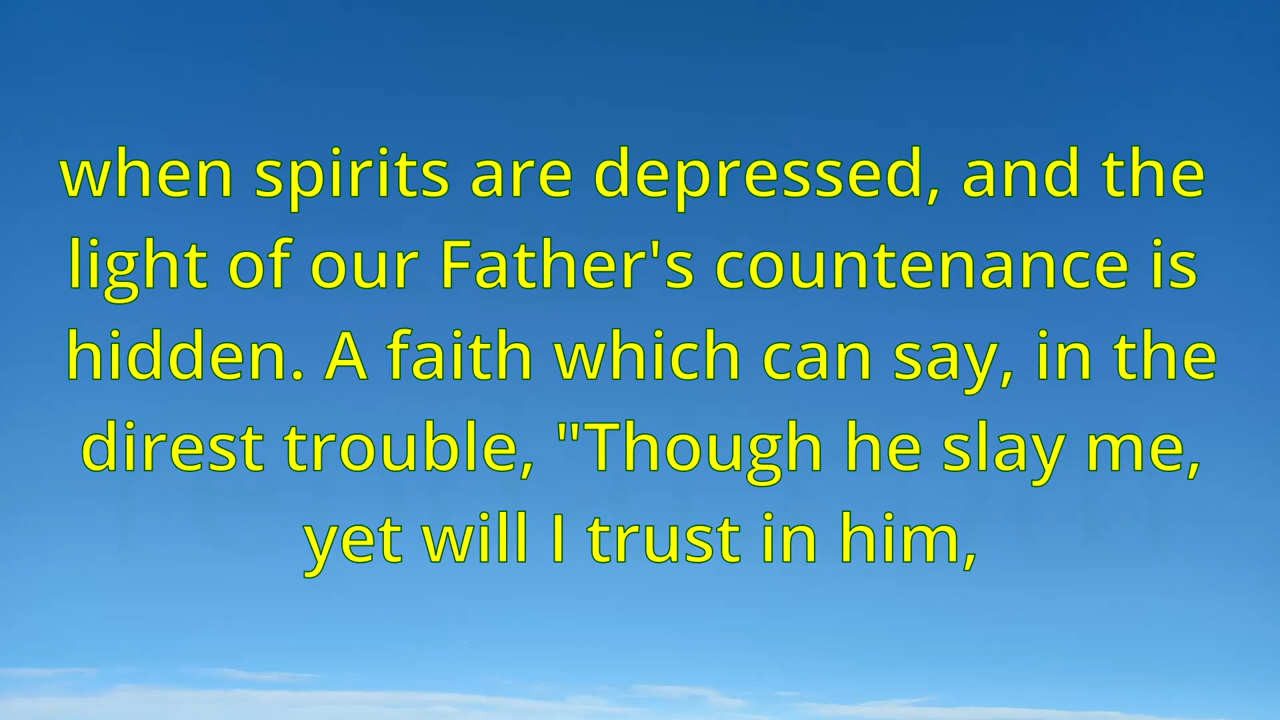 when spirits are depressed, and the
light of our Father's countenance is
hidden. A faith which can say, in the
direst trouble, "Though he slay me,
yet will I trust in him,